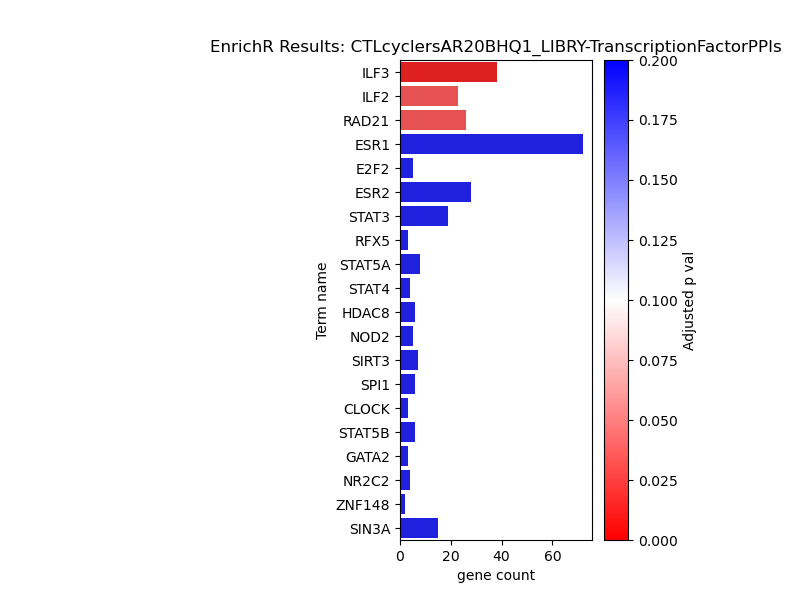 EnrichR Results: CTLcyclersAR20BHQ1_LIBRY-TranscriptionFactorPPIs
ILF3
ILF2
RAD21
ESR1
E2F2
ESR2
STAT3
RFX5
STAT5A
STAT4
HDAC8
NOD2
SIRT3
SPI1
CLOCK
STAT5B
GATA2
NR2C2
ZNF148
SIN3A
Term name
0 20 40 60
gene count
0.200
0.175
0.150
0.125
0.100
0.075
0.050
0.025
0.000
Adjusted p val